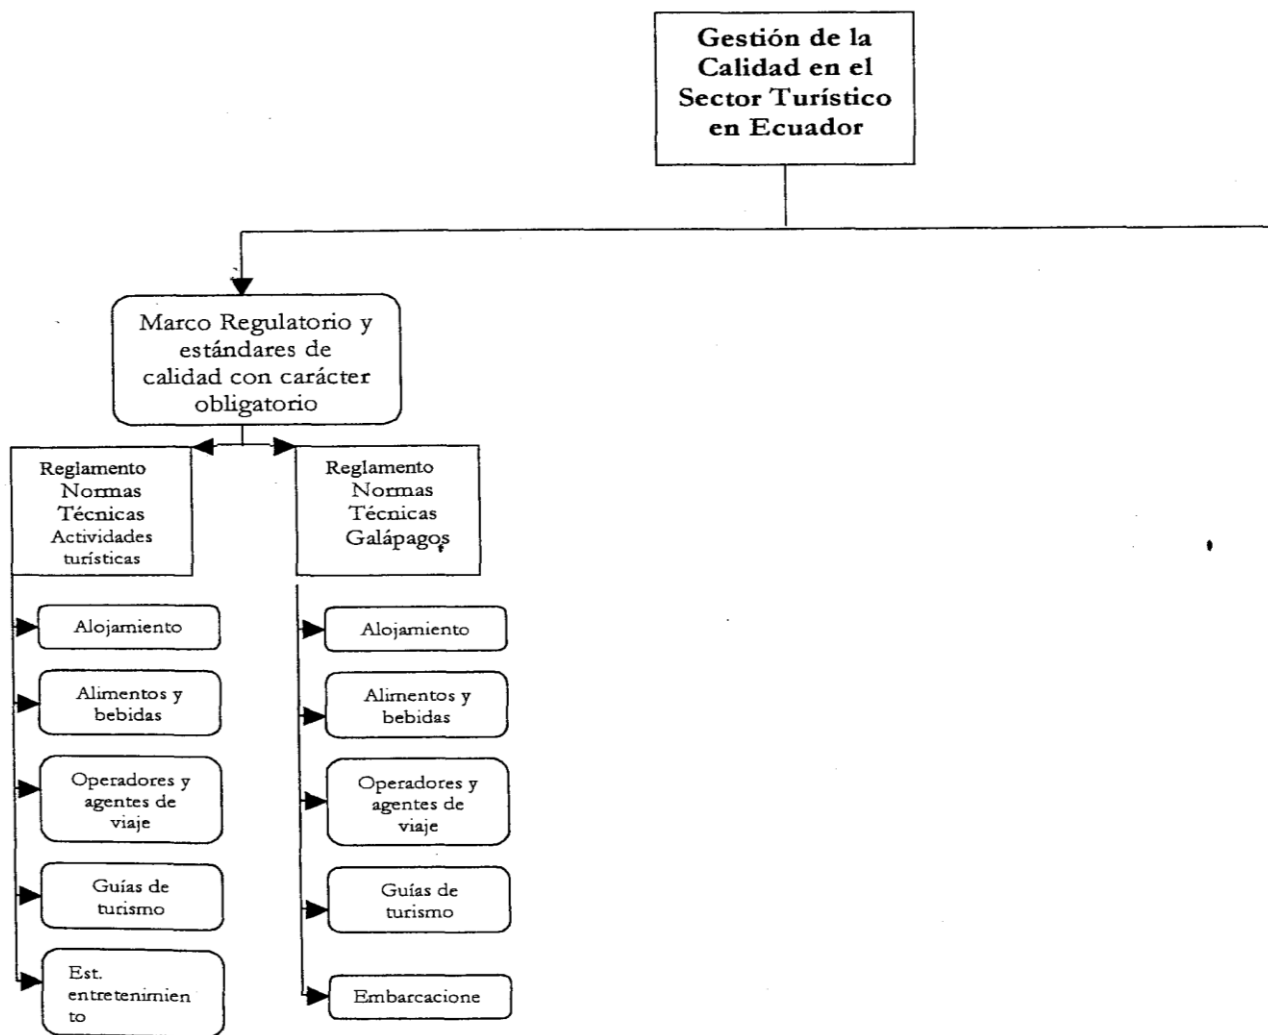 Gestión de la
Calidad en el
Sector Turístico
en Ecuador
Marco Regulatorio y
estándares de
calidad con carácter
obligatorio
Reglamento
Normas
Técnicas
Actividades
turísticas
Alojamiento
Alimentos y
bebidas
Operadores y
agentes de
viaje
Guías de
turismo
Est.
entretenimien
to
Reglamento
Normas
Técnicas
Galápagos
Alojamiento
Alimentos y
bebidas
Operadores y
agentes de
viaje
Guías de
turismo
Embarcacione